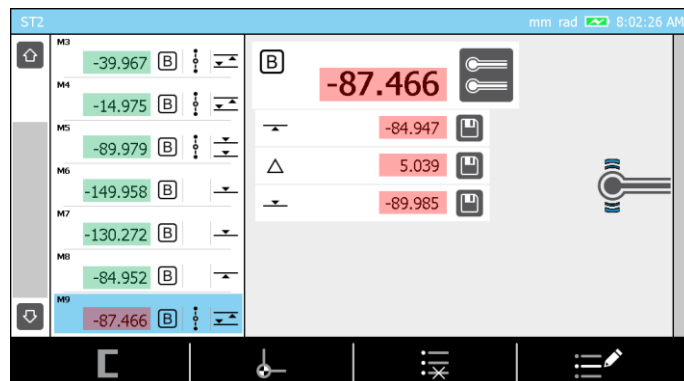 ST2
mm rad 8:02:26 AM
M3
-39.967 B
M4
-14.975 B
M5
-89.979 B
M6
-149.958 B
M7
-130.272 B
M8
-84.952 B
M9
-87.466 B
B
-87.466
-84.947
5.039
-89.985